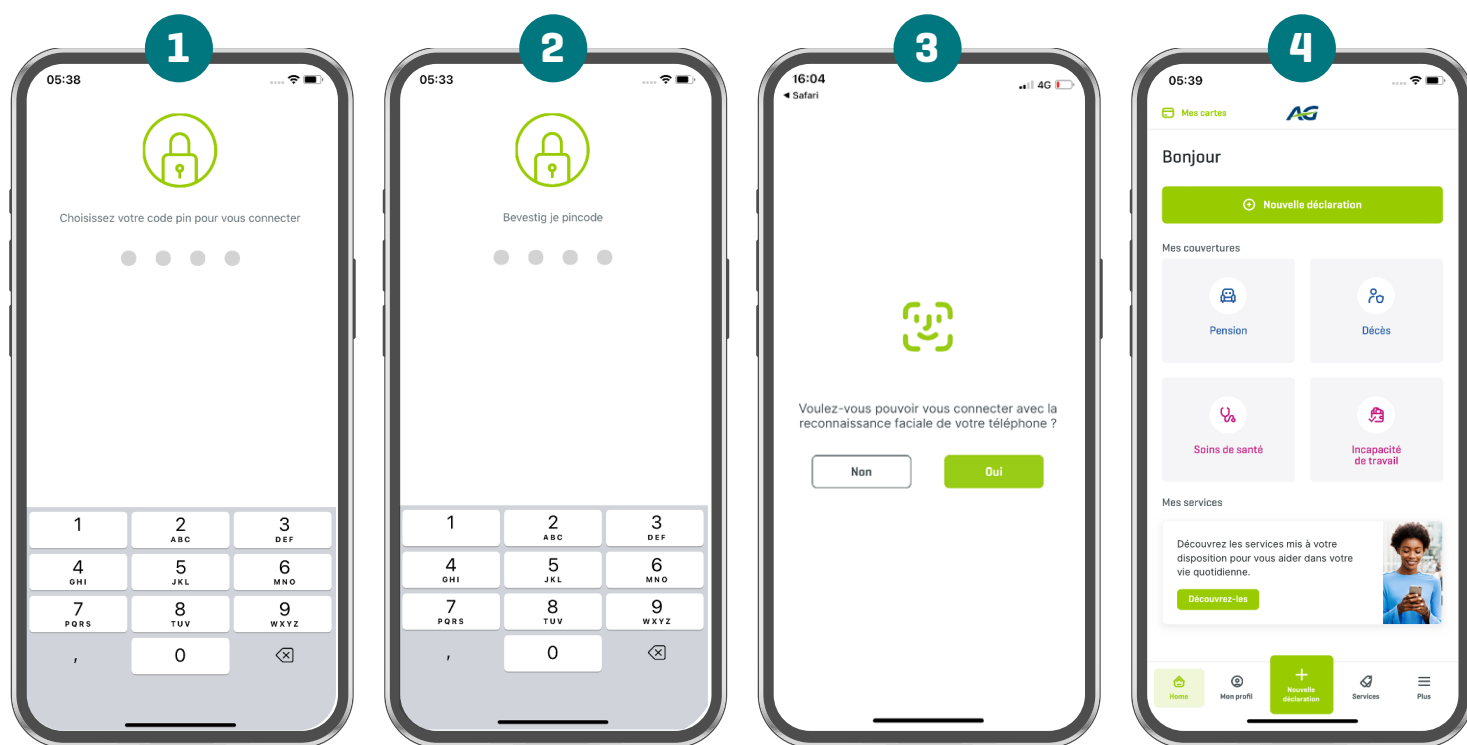 1
05:38
Choisissez votre code pin pour vous connecter
1
2
ABC
3
DEF
4
GHI
5
JKL
6
MNO
7
PQRS
8
TUV
9
WXYZ
,
0
2
05:33
Bevestig je pincode
1
2
ABC
3
DEF
4
GHI
5
JKL
6
MNO
7
PQRS
8
TUV
9
WXYZ
,
0
3
16:04
4G
◀ Safari
Voulez-vous pouvoir vous connecter avec la
reconnaissance faciale de votre téléphone ?
Non
Oui
4
05:39
Mes cartes
AG
Bonjour
Nouvelle déclaration
Mes couvertures
Pension
Décès
Soins de santé
Incapacité
de travail
Mes services
Découvrez les services mis à votre
disposition pour vous aider dans votre
vie quotidienne.
Découvrez-les
Home
Mon profil
Nouvelle
déclaration
Services
Plus